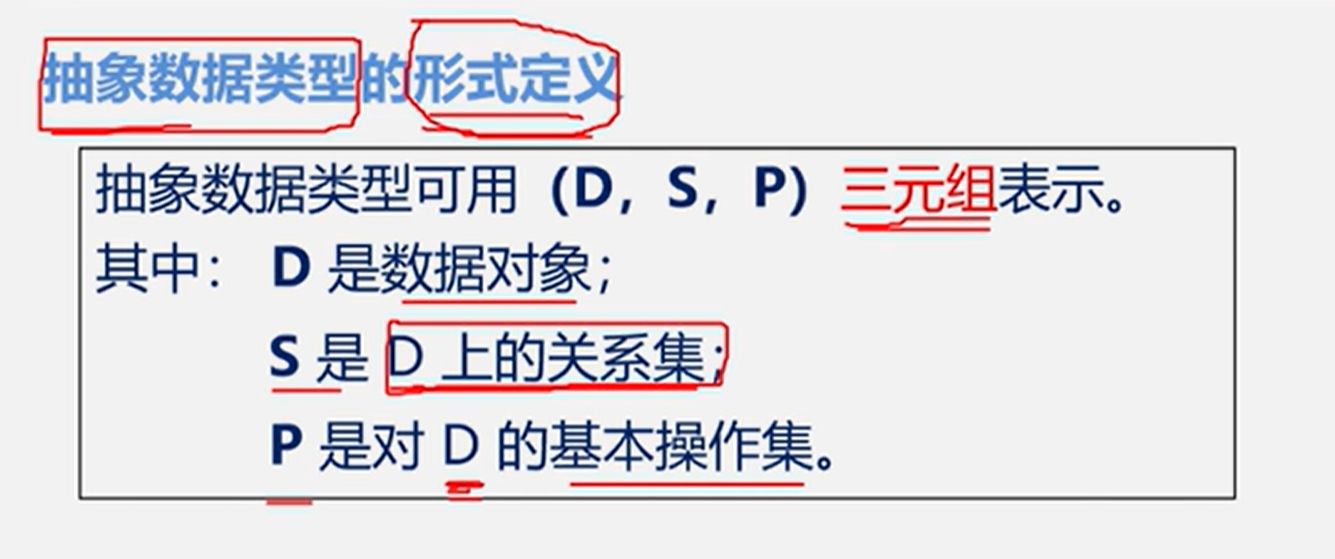 抽象数据类型的形式定义
抽象数据类型可用（D，S，P）三元组表示。
其中： D 是数据对象；
S 是 D 上的关系集；
P 是对 D 的基本操作集。